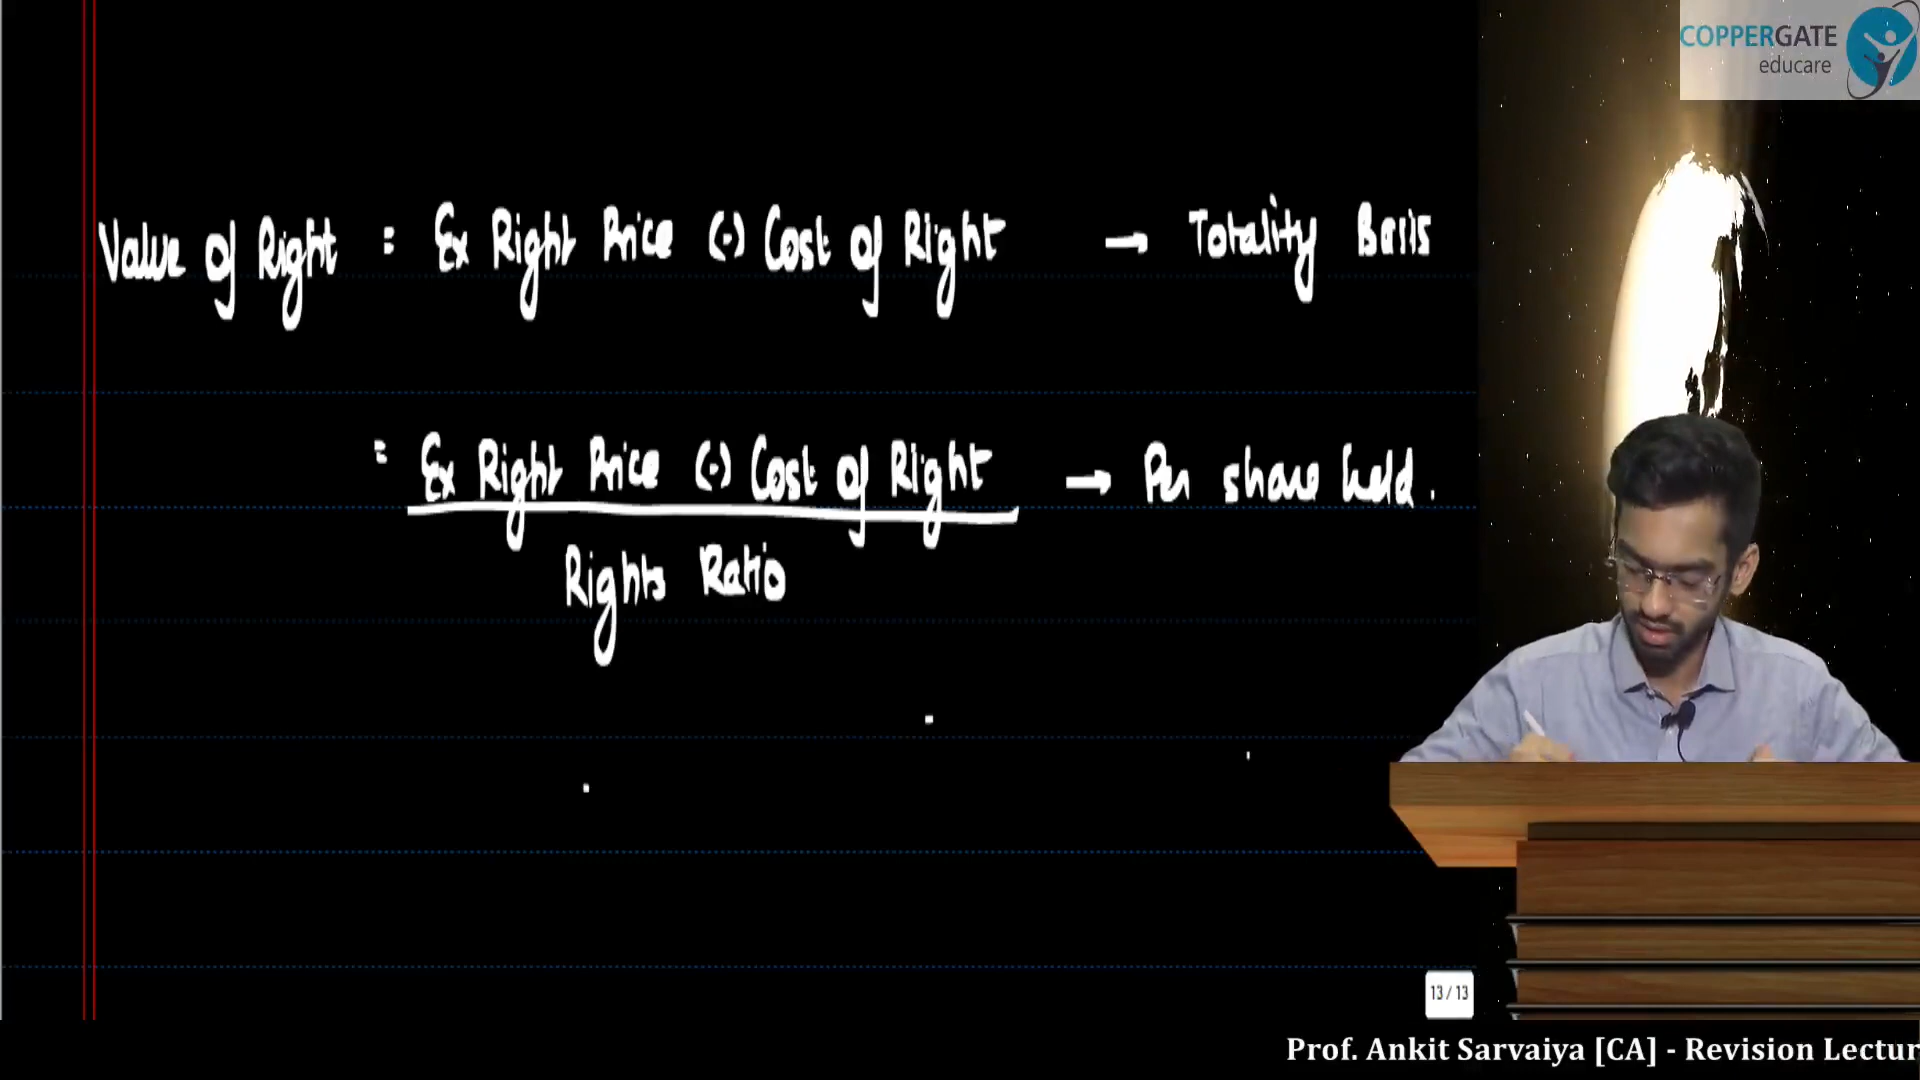 COPPERGATE
educare
Value of Right = Ex Right Price (-) Cost of Right → Totality Basis
= Ex Right Price (-) Cost of Right → Per share held.
Rights Ratio
13 / 13
Prof. Ankit Sarvaiya [CA] - Revision Lectur